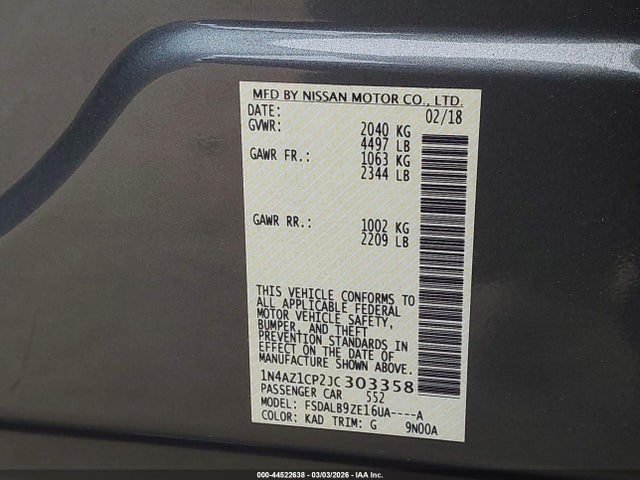 MFD BY NISSAN MOTOR CO., LTD.
DATE: 02/18
GVWR: 2040 KG
4497 LB
GAWR FR.: 1063 KG
2344 LB
GAWR RR.: 1002 KG
2209 LB
THIS VEHICLE CONFORMS TO
ALL APPLICABLE FEDERAL
MOTOR VEHICLE SAFETY,
BUMPER, AND THEFT
PREVENTION STANDARDS IN
EFFECT ON THE DATE OF
MANUFACTURE SHOWN ABOVE.
1N4AZ1CP2JC303358
PASSENGER CAR 552
MODEL: FSDALB9ZE16UA----A
COLOR: KAD TRIM: G 9N00A
000-44522638 - 03/03/2026 - IAA Inc.